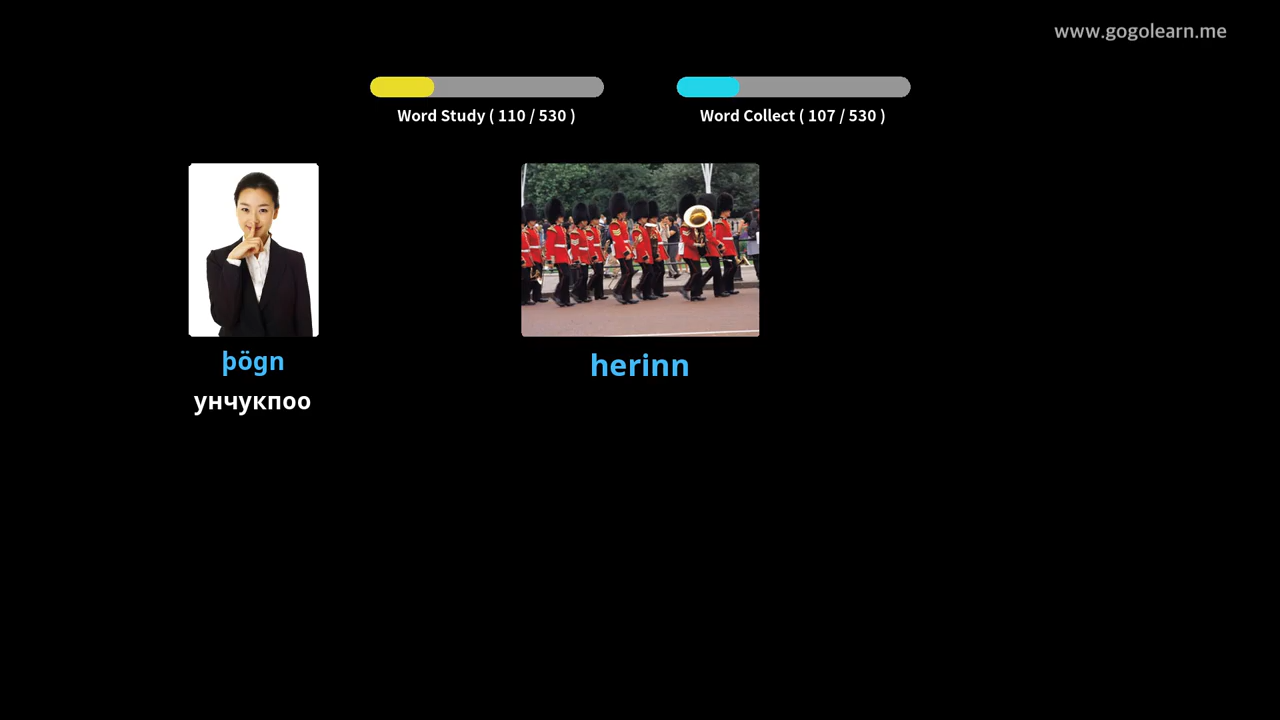 www.gogolearn.me
Word Study ( 110 / 530 )
Word Collect ( 107 / 530 )
þögn
унчукпоо
herinn